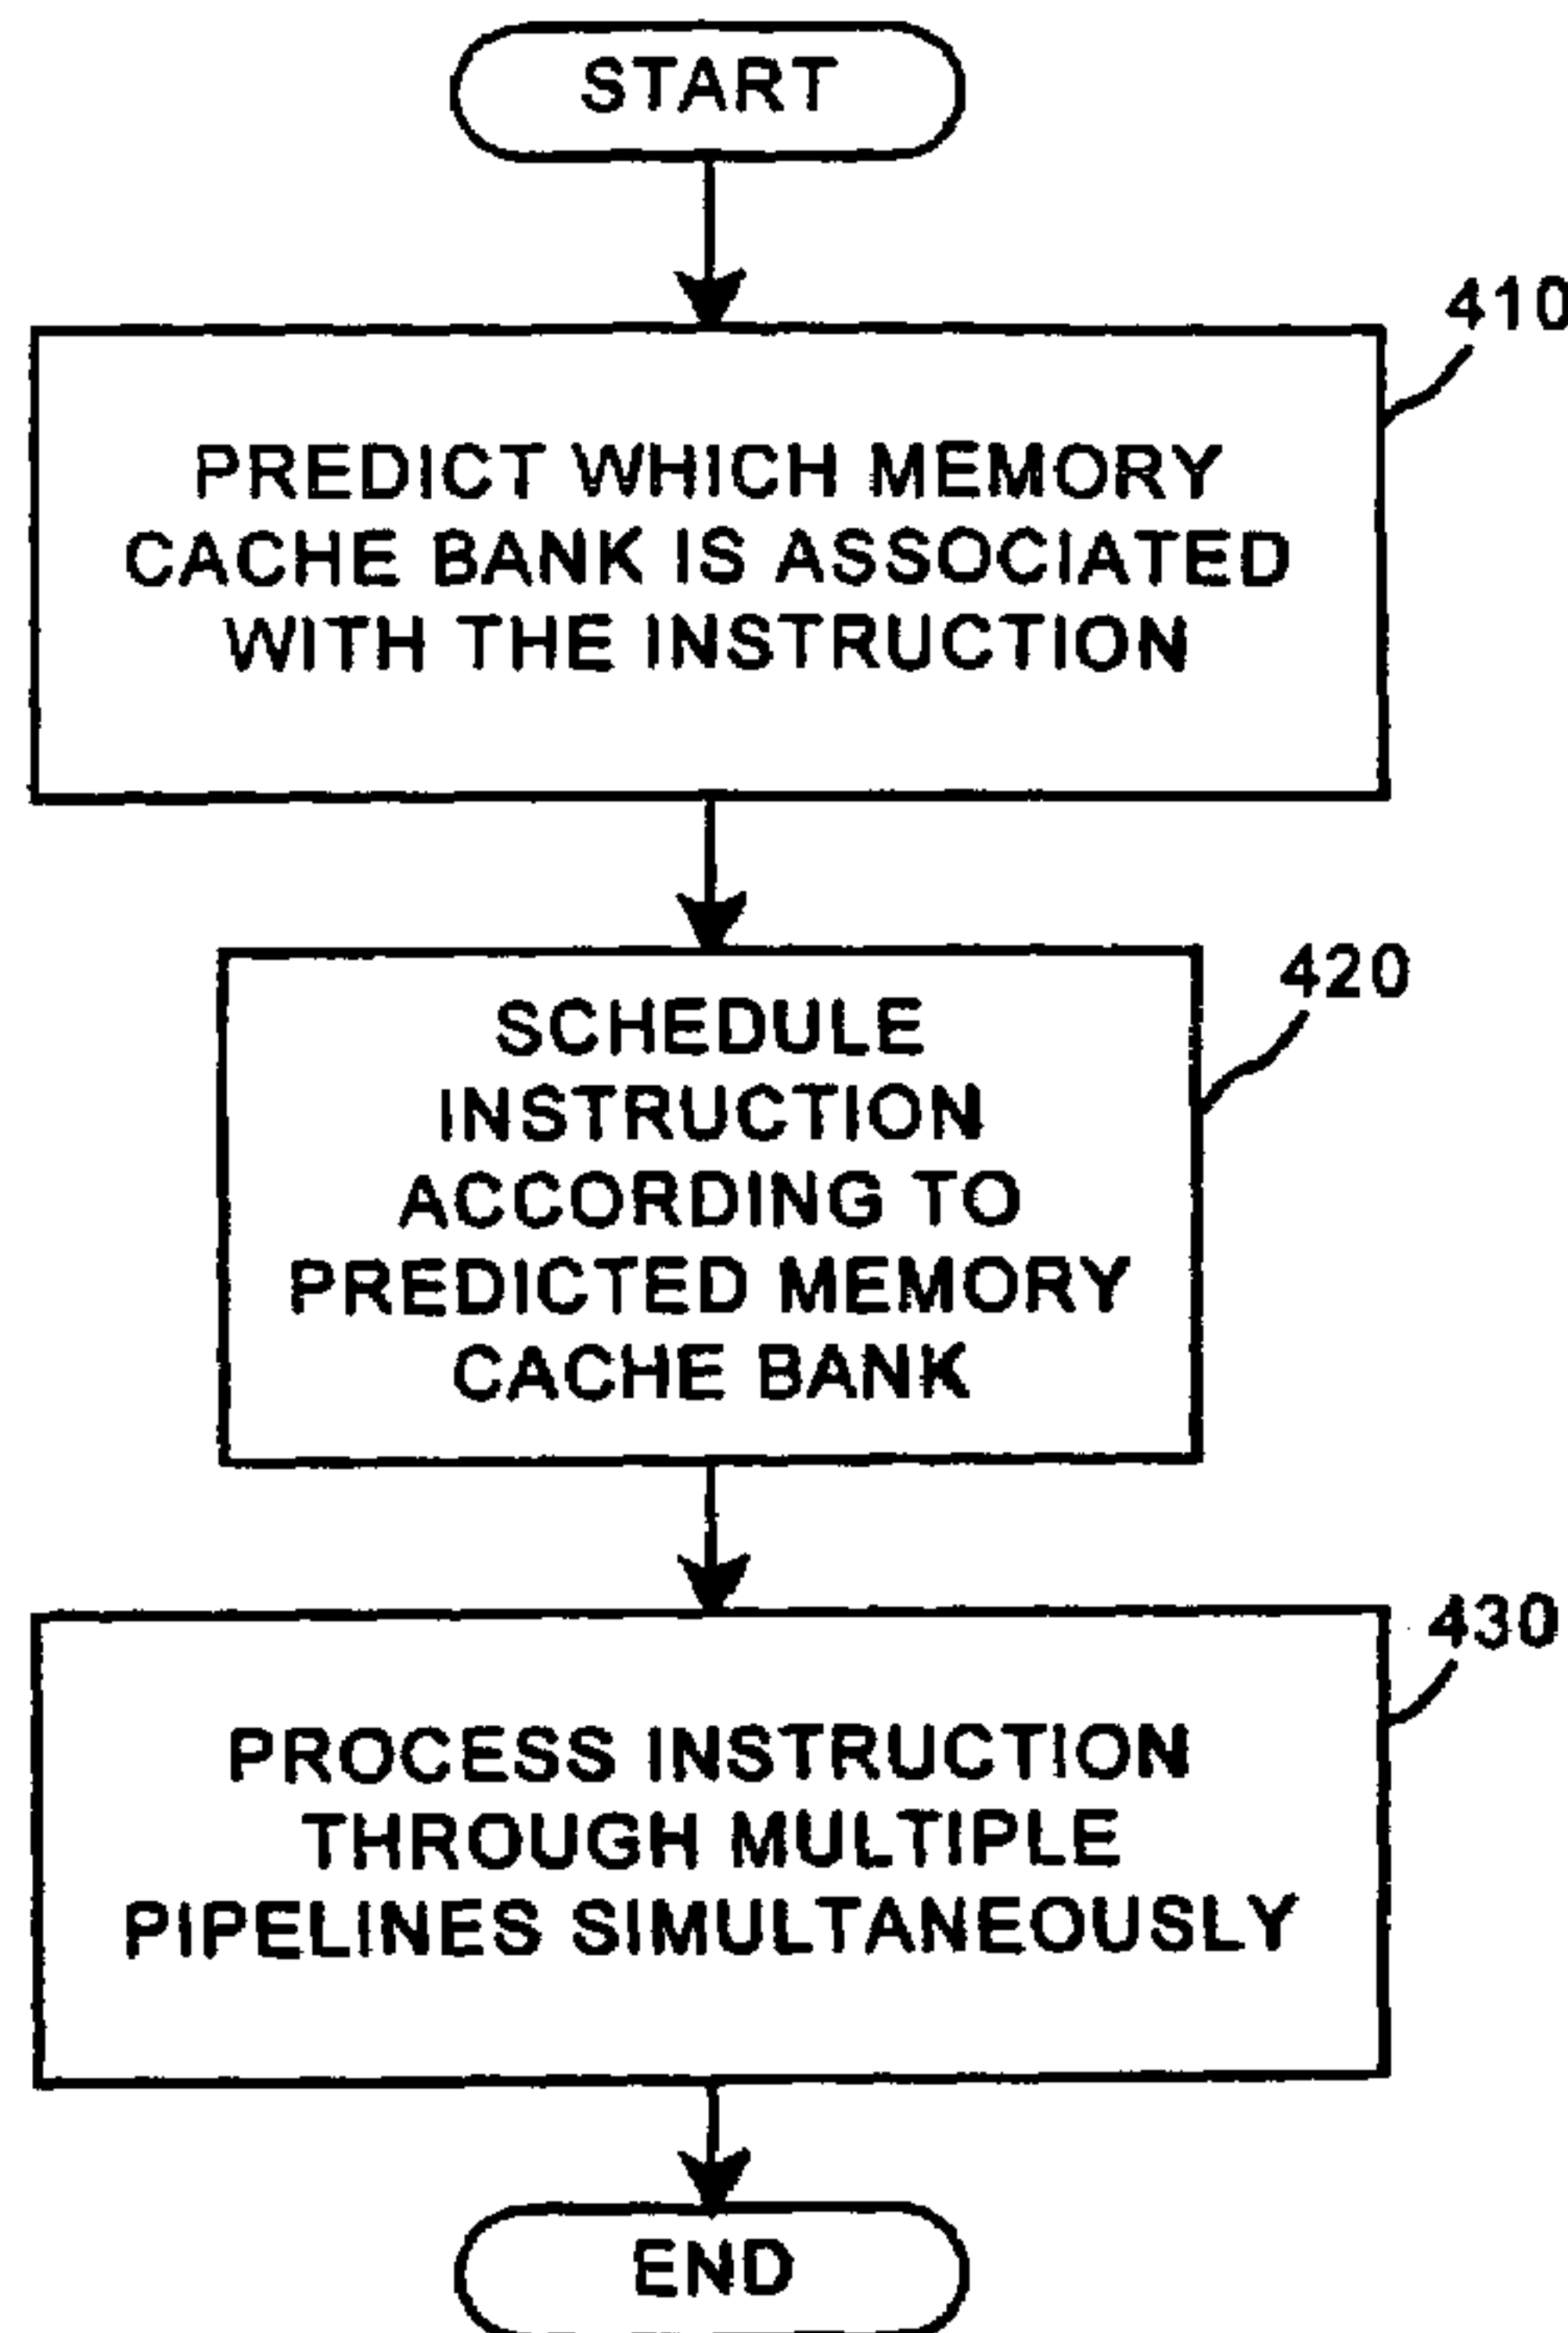 START
410
PREDICT WHICH MEMORY
CACHE BANK IS ASSOCIATED
WITH THE INSTRUCTION
420
SCHEDULE
INSTRUCTION
ACCORDING TO
PREDICTED MEMORY
CACHE BANK
430
PROCESS INSTRUCTION
THROUGH MULTIPLE
PIPELINES SIMULTANEOUSLY
END